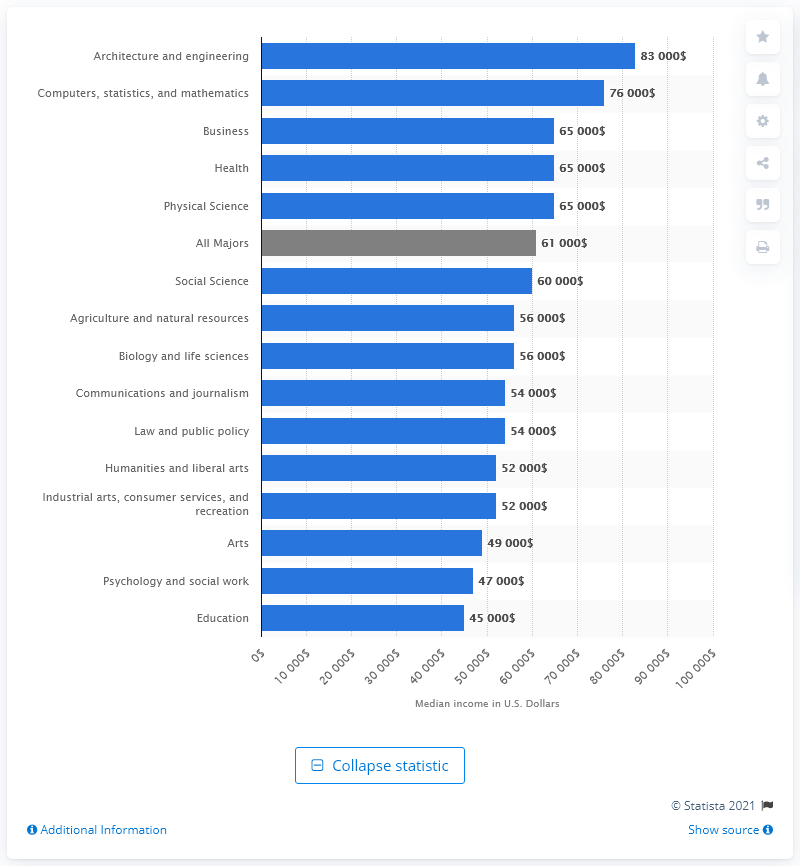 Architecture and engineering 83 000$
Computers, statistics, and mathematics 76 000$
Business 65 000$
Health 65 000$
Physical Science 65 000$
All Majors 61 000$
Social Science 60 000$
Agriculture and natural resources 56 000$
Biology and life sciences 56 000$
Communications and journalism 54 000$
Law and public policy 54 000$
Humanities and liberal arts 52 000$
Industrial arts, consumer services, and
recreation 52 000$
Arts 49 000$
Psychology and social work 47 000$
Education 45 000$
0$ 10 000$ 20 000$ 30 000$ 40 000$ 50 000$ 60 000$ 70 000$ 80 000$ 90 000$ 100 000$
Median income in U.S. Dollars
Collapse statistic
© Statista 2021
Additional Information
Show source